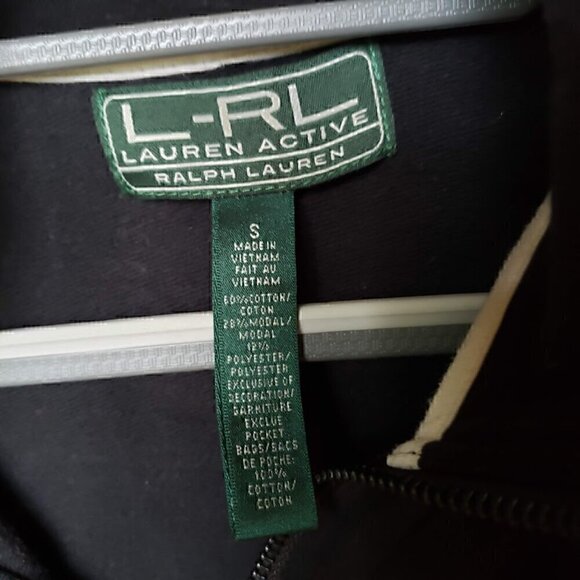 L-RL
LAUREN ACTIVE
RALPH LAUREN
S
MADE IN
VIETNAM
FAIT AU
VIETNAM
60% COTTON/
COTON
28% MODAL/
MODAL
12%
POLYESTER/
POLYESTER
EXCLUSIVE OF
DECORATION/
GARNITURE
EXCLUE
POCKET
BAGS/SACS
DE POCHE:
100%
COTTON/
COTON